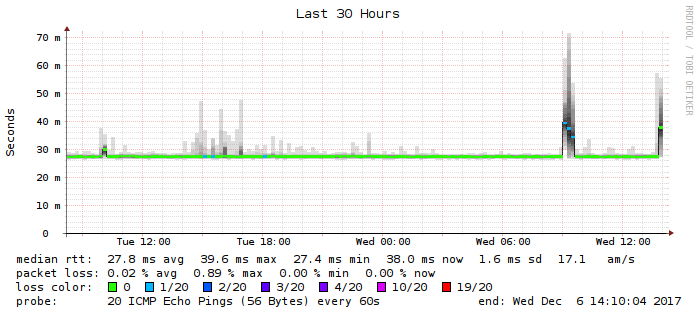 Last 30 Hours
RRDTOOL / TOBI OETIKER
Seconds
70 m
60 m
50 m
40 m
30 m
20 m
10 m
0
Tue 12:00 Tue 18:00 Wed 00:00 Wed 06:00 Wed 12:00
median rtt: 27.8 ms avg 39.6 ms max 27.4 ms min 38.0 ms now 1.6 ms sd 17.1 am/s
packet loss: 0.02 % avg 0.89 % max 0.00 % min 0.00 % now
loss color: 0 1/20 2/20 3/20 4/20 10/20 19/20
probe: 20 ICMP Echo Pings (56 Bytes) every 60s end: Wed Dec 6 14:10:04 2017